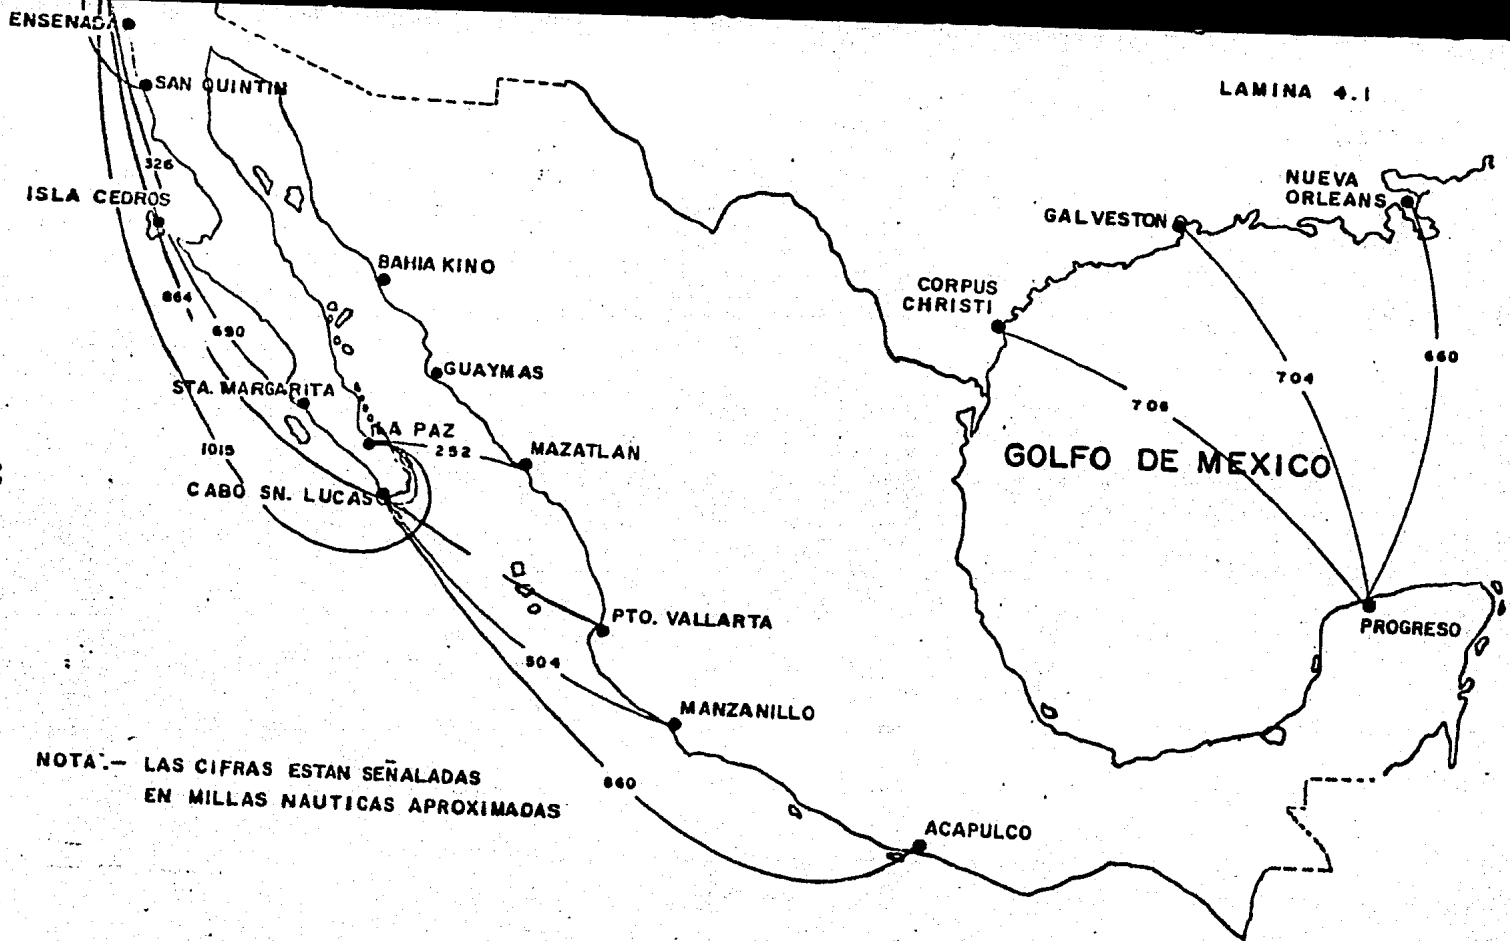 LAMINA 4.1
ENSENADA
SAN QUINTIN
326
ISLA CEDROS
864
690
BAHIA KINO
GUAYMAS
STA. MARGARITA
LA PAZ
252
MAZATLAN
1015
CABO SN. LUCAS
PTO. VALLARTA
504
MANZANILLO
860
ACAPULCO
NUEVA
ORLEANS
GALVESTON
CORPUS
CHRISTI
660
704
706
GOLFO DE MEXICO
PROGRESO
NOTA.- LAS CIFRAS ESTAN SEÑALADAS
EN MILLAS NAUTICAS APROXIMADAS